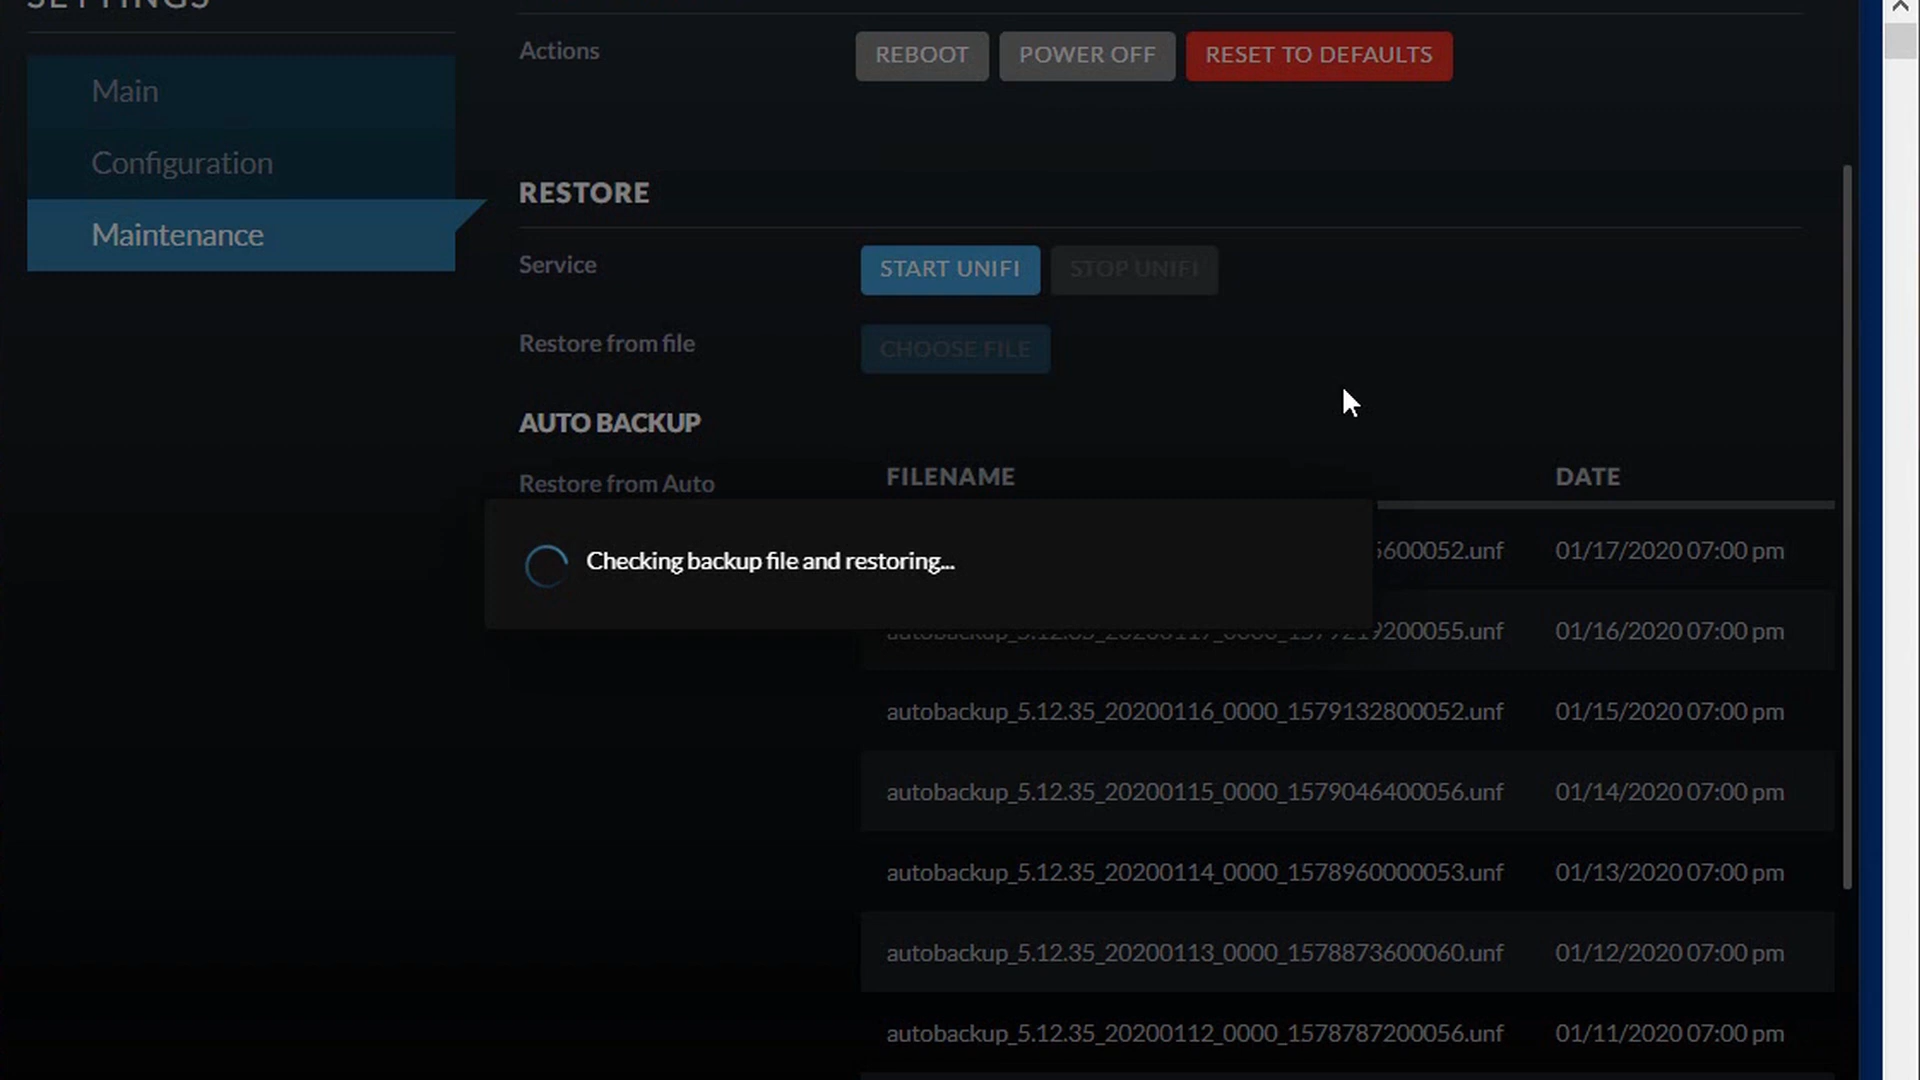 SETTINGS
Main
Configuration
Maintenance
Actions
REBOOT
POWER OFF
RESET TO DEFAULTS
RESTORE
Service
START UNIFI
STOP UNIFI
Restore from file
CHOOSE FILE
AUTO BACKUP
Restore from Auto
FILENAME DATE
Checking backup file and restoring...
5600052.unf 01/17/2020 07:00 pm
autobackup_5.12.35_20200117_0000_1579219200055.unf 01/16/2020 07:00 pm
autobackup_5.12.35_20200116_0000_1579132800052.unf 01/15/2020 07:00 pm
autobackup_5.12.35_20200115_0000_1579046400056.unf 01/14/2020 07:00 pm
autobackup_5.12.35_20200114_0000_1578960000053.unf 01/13/2020 07:00 pm
autobackup_5.12.35_20200113_0000_1578873600060.unf 01/12/2020 07:00 pm
autobackup_5.12.35_20200112_0000_1578787200056.unf 01/11/2020 07:00 pm